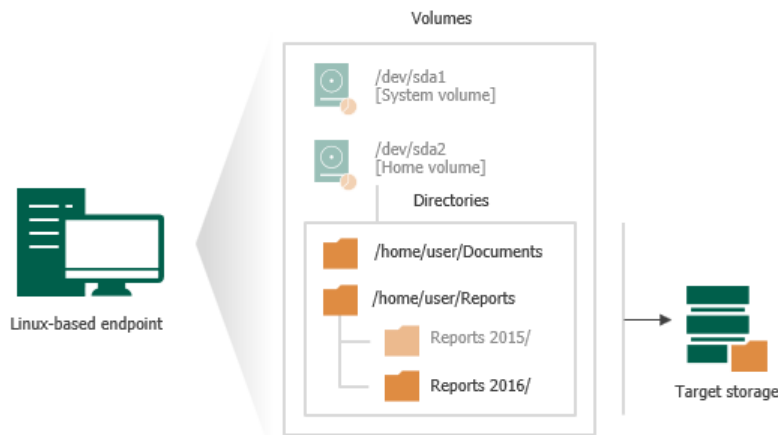 Volumes
/dev/sda1
[System volume]
/dev/sda2
[Home volume]
Directories
/home/user/Documents
/home/user/Reports
Reports 2015/
Reports 2016/
Linux-based endpoint
Target storage